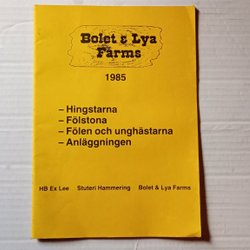 Bolet & Lya
Farms
1985
– Hingstarna
– Fölstona
– Fölen och unghästarna
– Anläggningen
HB Ex Lee Stuteri Hammering Bolet & Lya Farms